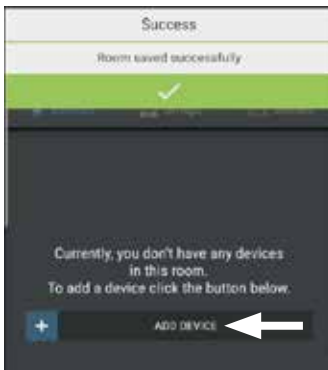 Success
Room saved successfully
Currently, you don't have any devices
in this room.
To add a device click the button below.
+ ADD DEVICE